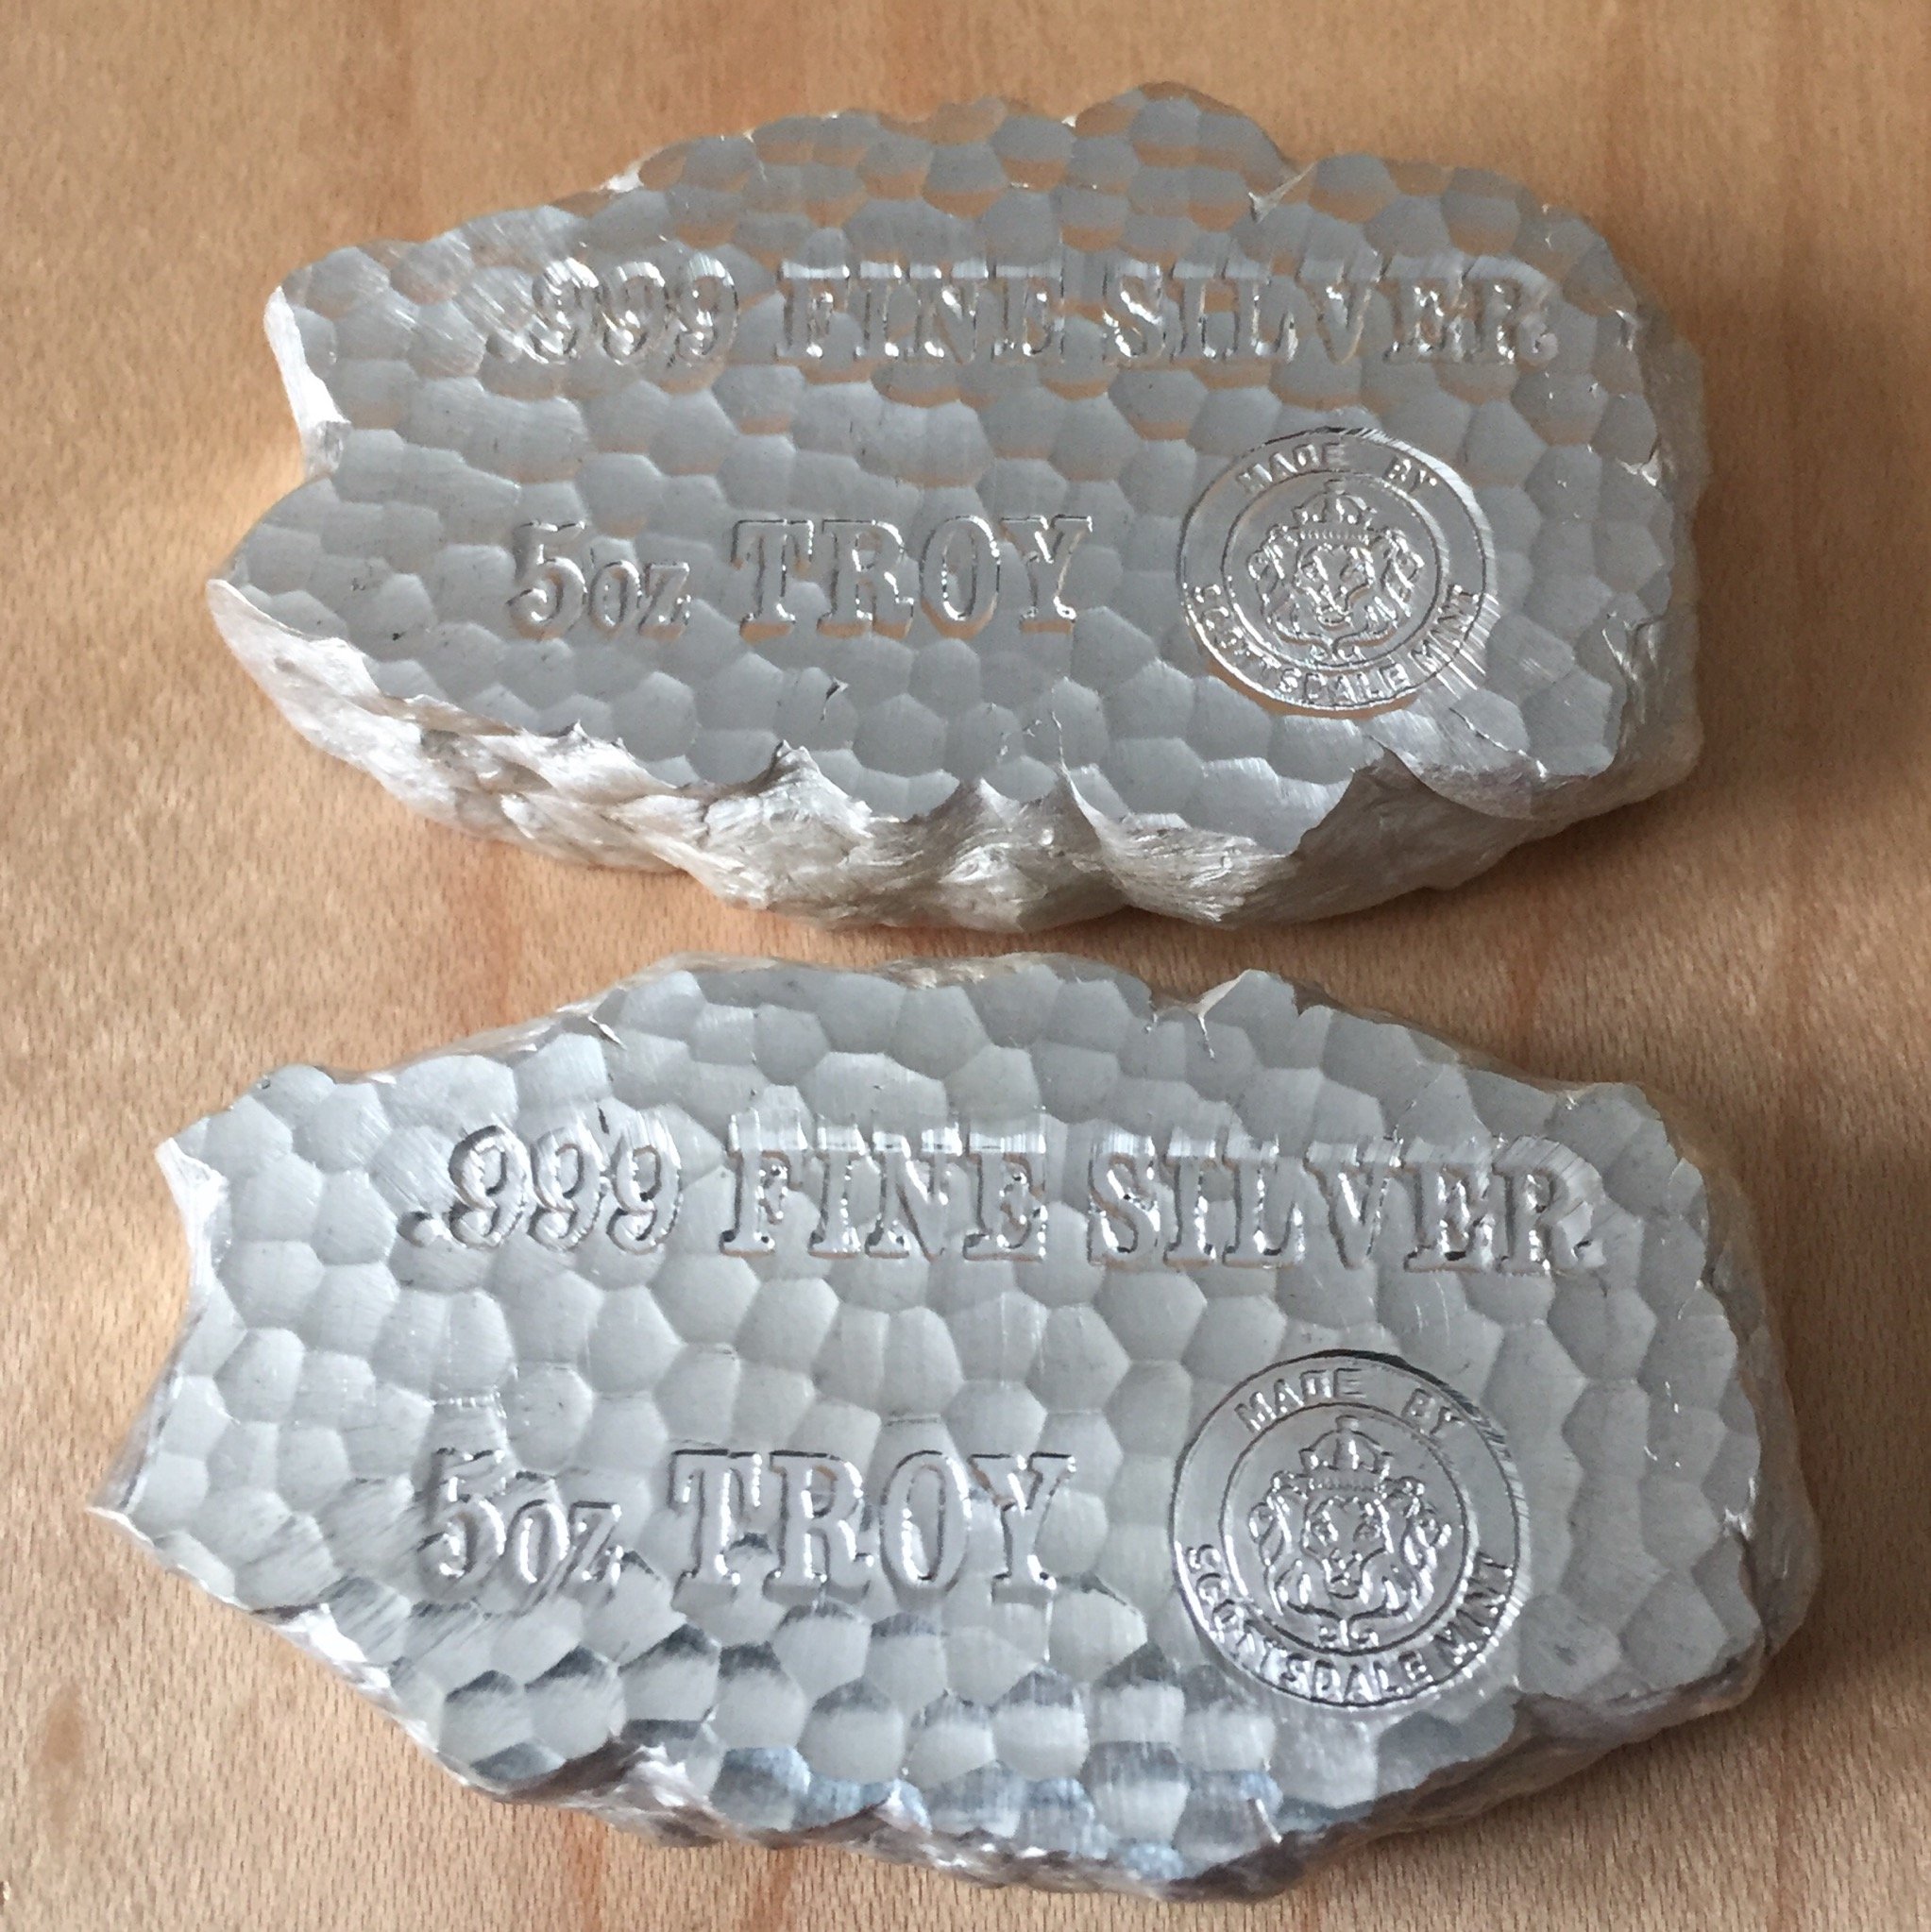 .999 FINE SILVER
5oz TROY
MADE BY
SCOTTSDALE MINT
.999 FINE SILVER
5oz TROY
MADE BY
SCOTTSDALE MINT